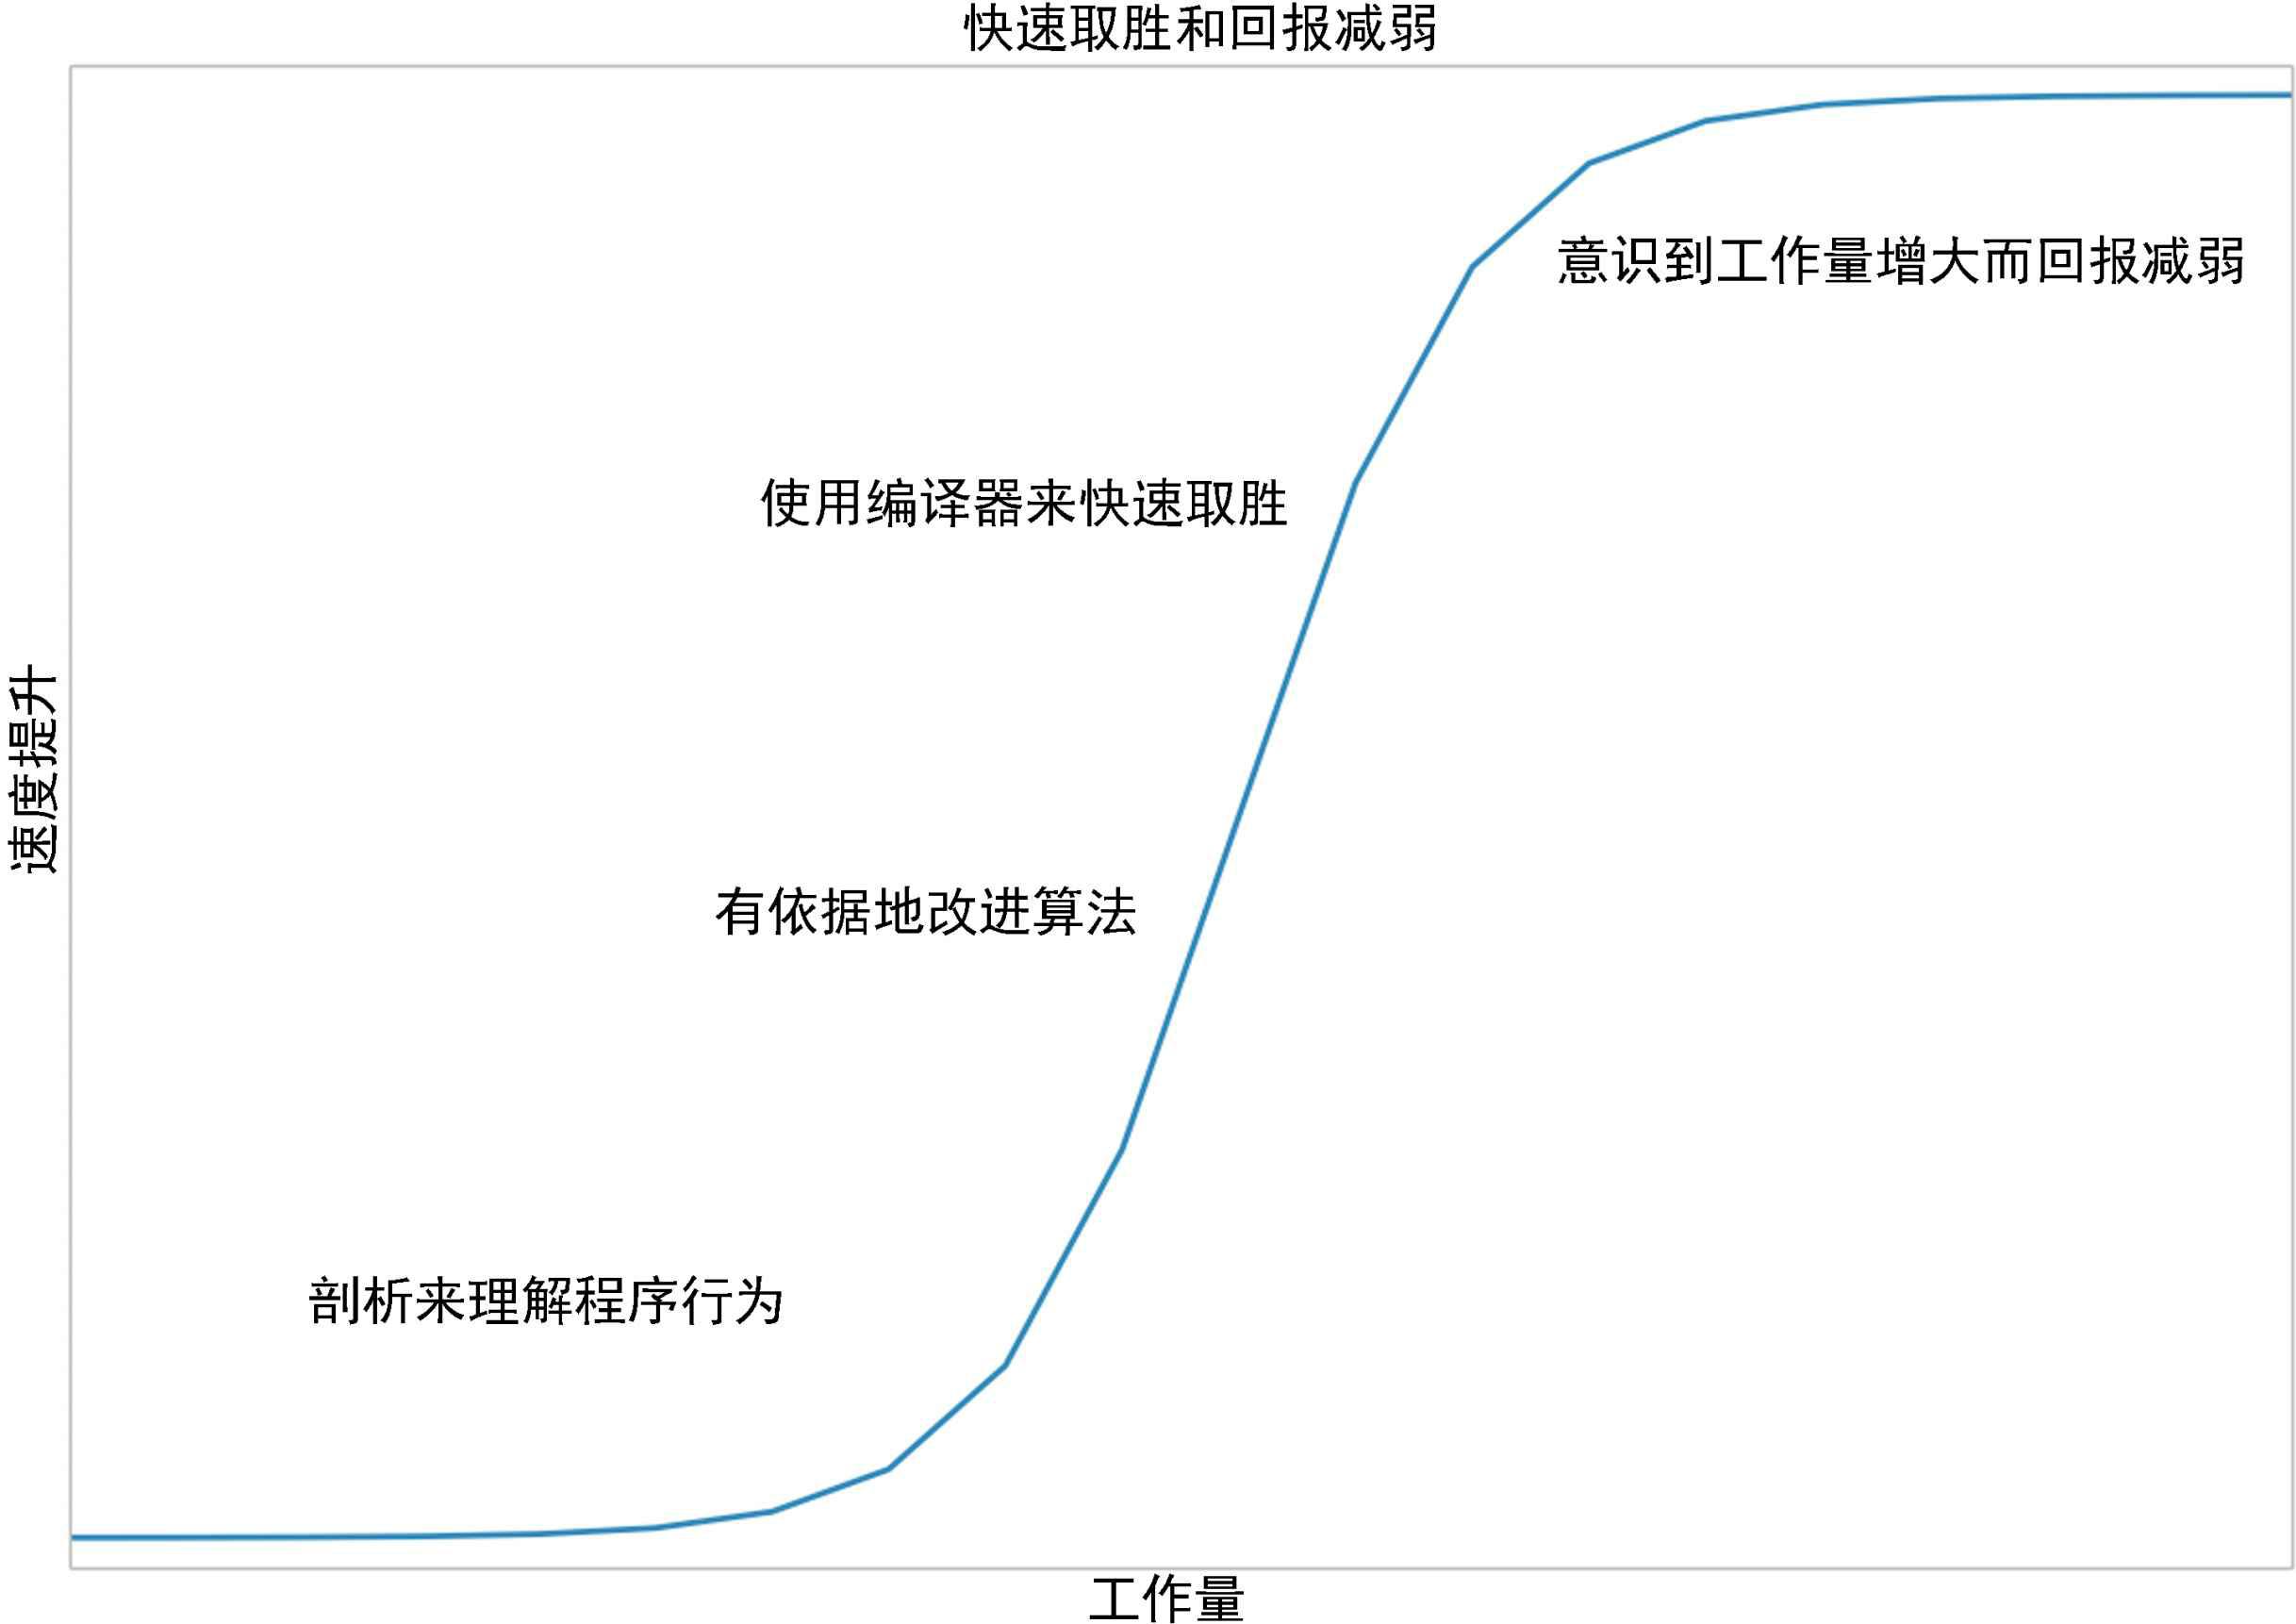 快速取胜和回报减弱
意识到工作量增大而回报减弱
使用编译器来快速取胜
速度提升
有依据地改进算法
剖析来理解程序行为
工作量